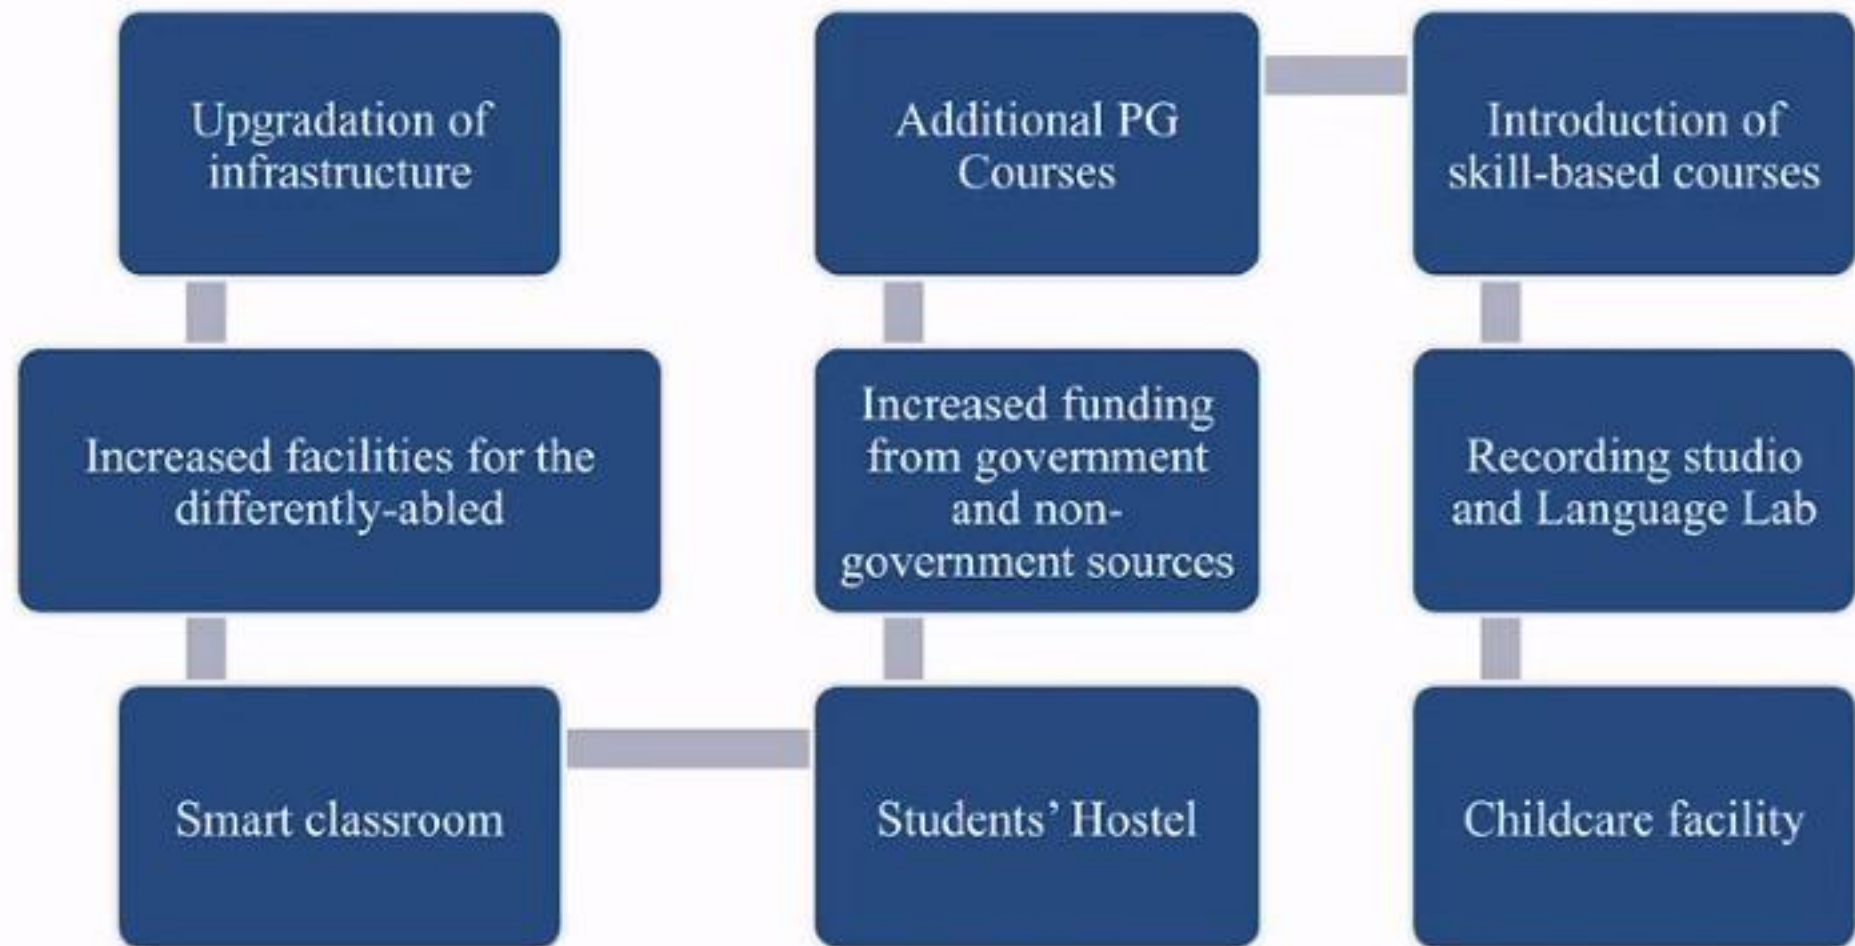 Upgradation of
infrastructure
Increased facilities for the
differently-abled
Smart classroom
Students’ Hostel
Increased funding
from government
and non-
government sources
Additional PG
Courses
Introduction of
skill-based courses
Recording studio
and Language Lab
Childcare facility